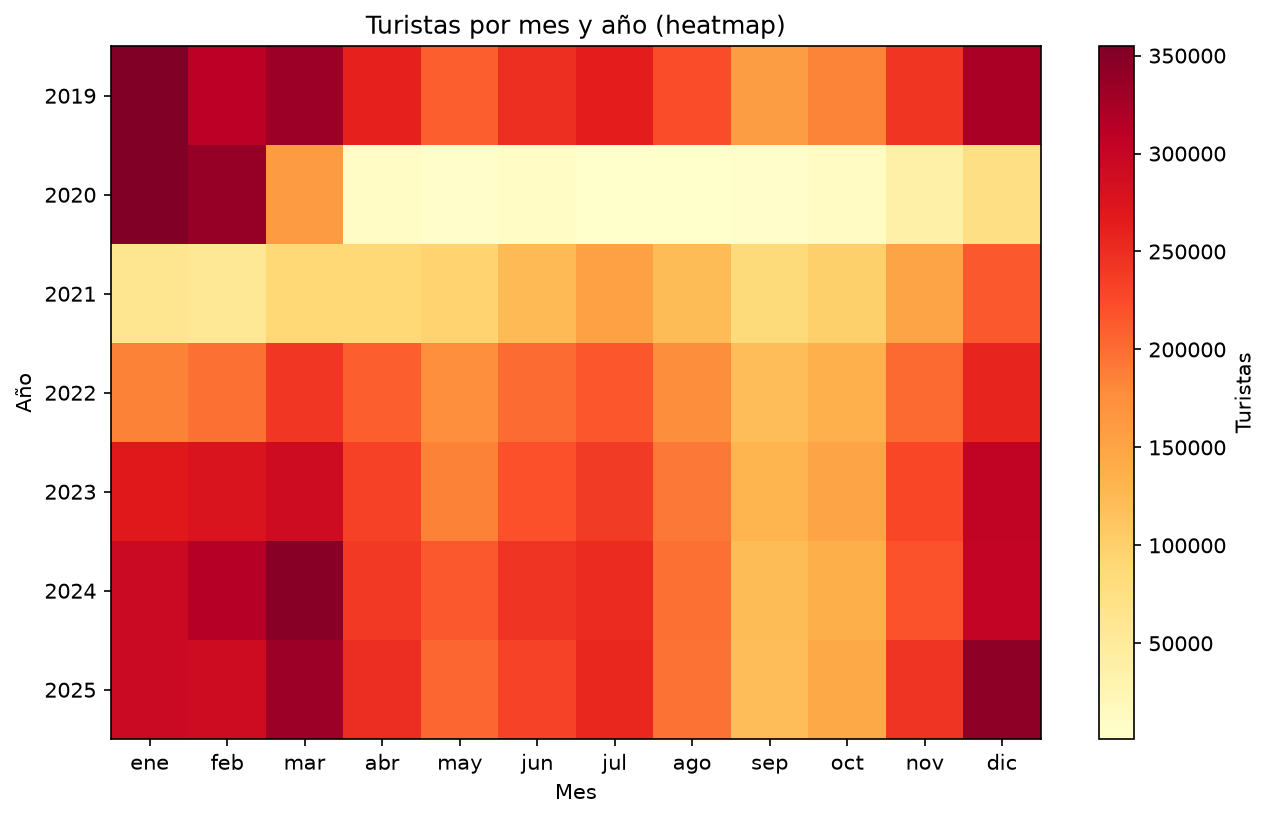 Turistas por mes y año (heatmap)
2019
2020
2021
2022
2023
2024
2025
Año
ene feb mar abr may jun jul ago sep oct nov dic
Mes
350000
300000
250000
200000
150000
100000
50000
Turistas